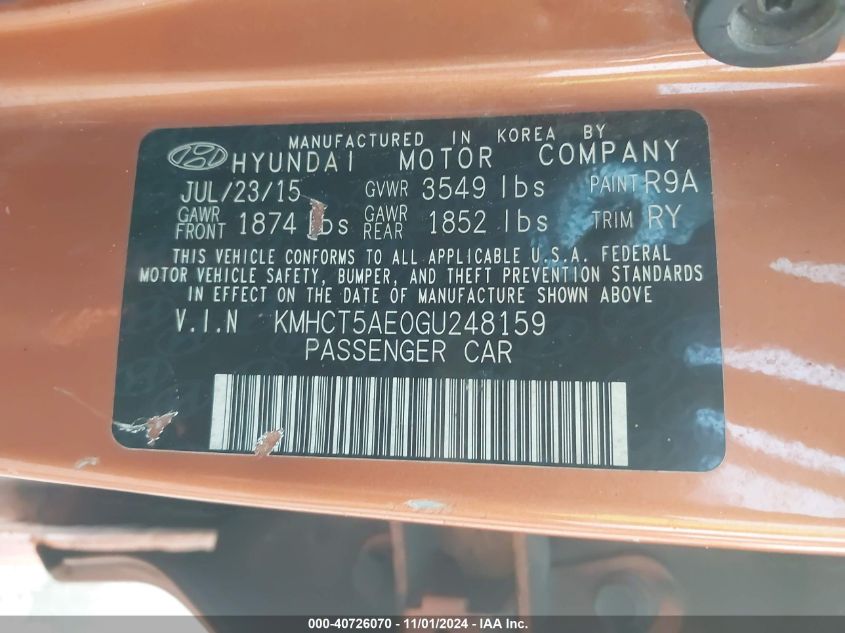 MANUFACTURED IN KOREA BY
HYUNDAI MOTOR COMPANY
JUL/23/15 GVWR 3549 lbs PAINT R9A
GAWR FRONT 1874 lbs GAWR REAR 1852 lbs TRIM RY
THIS VEHICLE CONFORMS TO ALL APPLICABLE U.S.A. FEDERAL
MOTOR VEHICLE SAFETY, BUMPER, AND THEFT PREVENTION STANDARDS
IN EFFECT ON THE DATE OF MANUFACTURE SHOWN ABOVE
V.I.N KMHCT5AE0GU248159
PASSENGER CAR
000-40726070 - 11/01/2024 - IAA Inc.